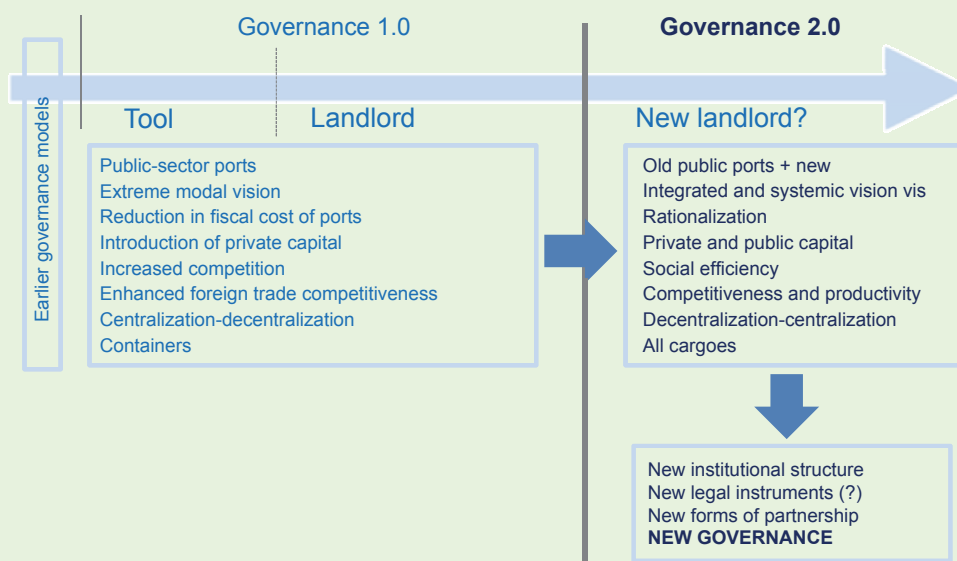 Governance 1.0
Governance 2.0
Earlier governance models
Tool
Landlord
New landlord?
Public-sector ports
Extreme modal vision
Reduction in fiscal cost of ports
Introduction of private capital
Increased competition
Enhanced foreign trade competitiveness
Centralization-decentralization
Containers
Old public ports + new
Integrated and systemic vision vis
Rationalization
Private and public capital
Social efficiency
Competitiveness and productivity
Decentralization-centralization
All cargoes
New institutional structure
New legal instruments (?)
New forms of partnership
NEW GOVERNANCE